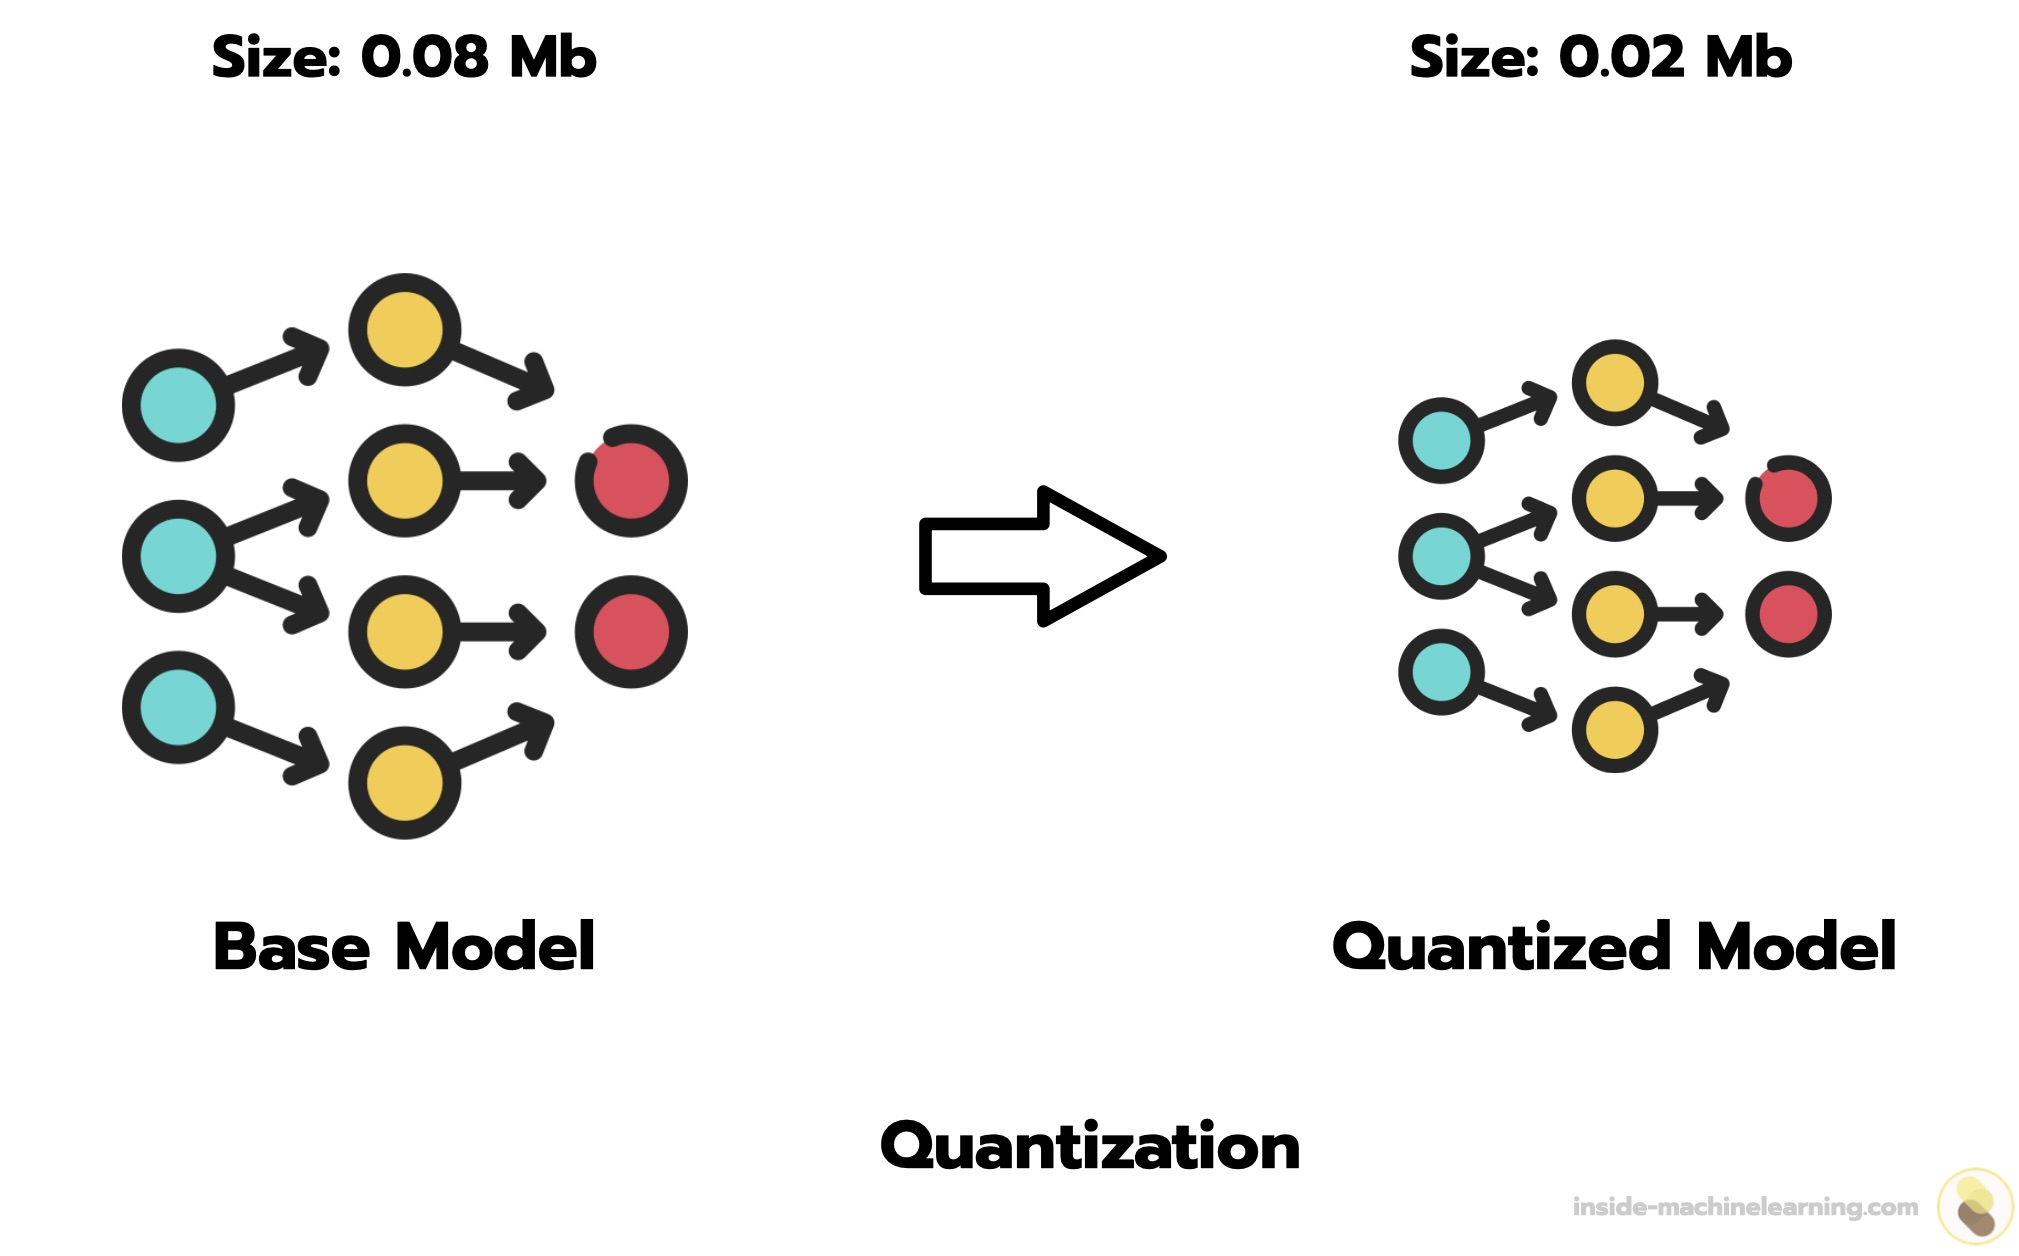 Size: 0.08 Mb
Size: 0.02 Mb
Base Model
Quantized Model
Quantization
inside-machinelearning.com